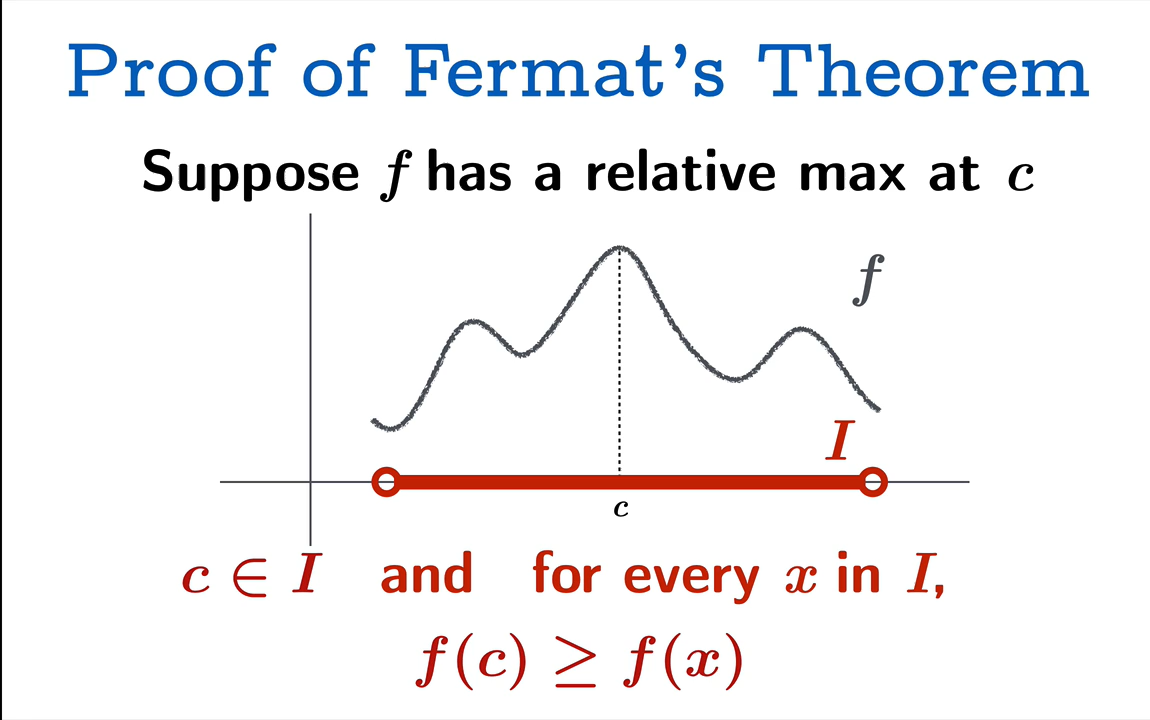 Proof of Fermat's Theorem
Suppose f has a relative max at c
f
I
c
c ∈ I and for every x in I,
f(c) ≥ f(x)